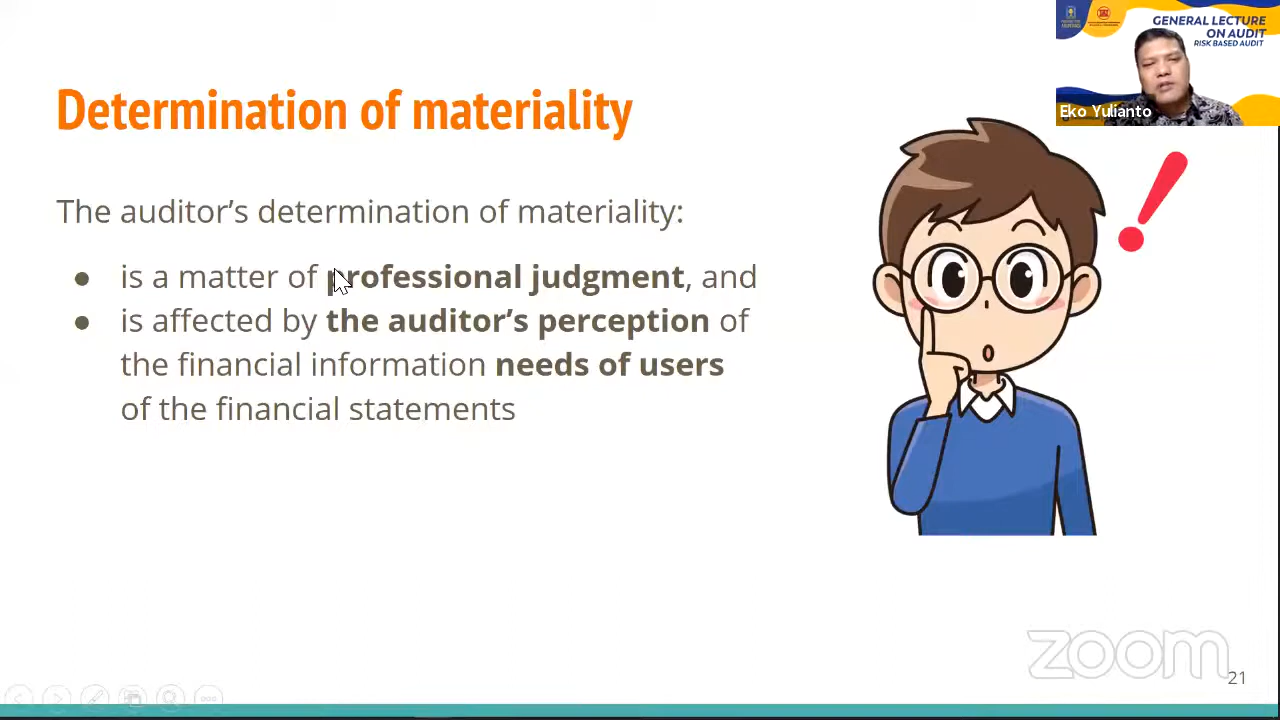 GENERAL LECTURE
ON AUDIT
RISK BASED AUDIT
Eko Yulianto
Determination of materiality
The auditor’s determination of materiality:
● is a matter of professional judgment, and
● is affected by the auditor’s perception of
the financial information needs of users
of the financial statements
zoom
21